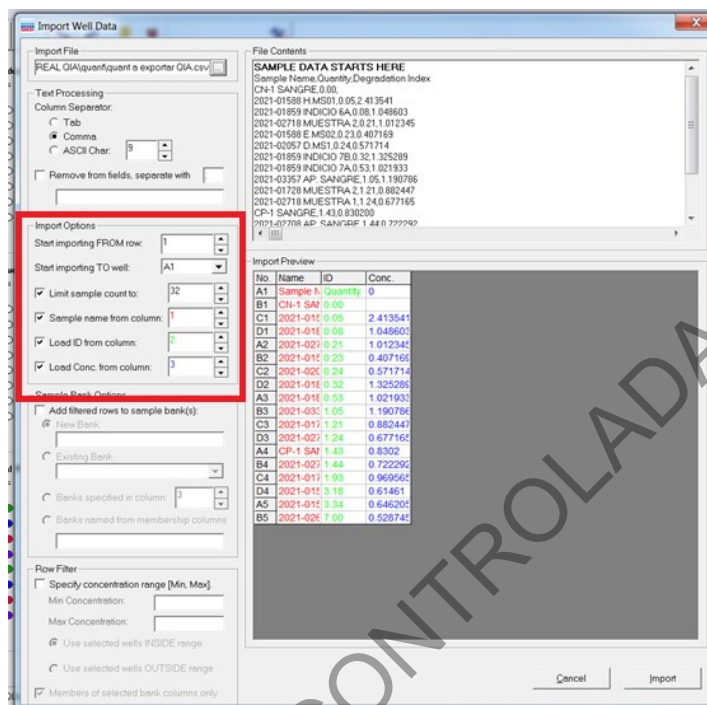 Import Well Data
Import File
REAL QIA\quanf\quant a exportar QIA.csv ...
Text Processing
Column Separator:
Tab
Comma
ASCII Char: 9
Remove from fields, separate with
Import Options
Start importing FROM row: 1
Start importing TO well: A1
Limit sample count to: 32
Sample name from column: 1
Load ID from column: 2
Load Conc. from column: 3
Sample Bank Options
Add filtered rows to sample bank(s):
New Bank
Existing Bank
Banks specified in column: 3
Banks named from membership columns
Row Filter
Specify concentration range [Min, Max].
Min Concentration:
Max Concentration:
Use selected wells INSIDE range
Use selected wells OUTSIDE range
Members of selected bank columns only
File Contents
SAMPLE DATA STARTS HERE
Sample Name,Quantity,Degradation Index
CN-1 SANGRE,0.00,
2021-01588 H.MS01,0.05,2.413541
2021-01859 INDICIO 6A,0.08,1.048603
2021-02718 MUESTRA 2,0.21,1.012345
2021-01588 E.MS02,0.23,0.407169
2021-02057 D.MS1,0.24,0.571714
2021-01859 INDICIO 7B,0.32,1.325289
2021-01859 INDICIO 7A,0.53,1.021933
2021-03357 AP. SANGRE,1.05,1.190786
2021-01728 MUESTRA 2,1.21,0.882447
2021-02718 MUESTRA 1,1.24,0.677165
CP-1 SANGRE,1.43,0.830200
2021-02708 AP. SANGRE,1.44,0.722292
Import Preview
No. Name ID Conc.
A1 Sample N Quantity 0
B1 CN-1 SAN 0.00
C1 2021-015 0.05 2.413541
D1 2021-018 0.08 1.048603
A2 2021-027 0.21 1.012345
B2 2021-015 0.23 0.407169
C2 2021-020 0.24 0.571714
D2 2021-018 0.32 1.325289
A3 2021-018 0.53 1.021933
B3 2021-033 1.05 1.190786
C3 2021-017 1.21 0.882447
D3 2021-027 1.24 0.677165
A4 CP-1 SAN 1.43 0.8302
B4 2021-027 1.44 0.722292
C4 2021-017 1.93 0.969565
D4 2021-015 3.18 0.61461
A5 2021-015 3.34 0.646205
B5 2021-026 7.00 0.528745
Cancel Import
CONTROLADA